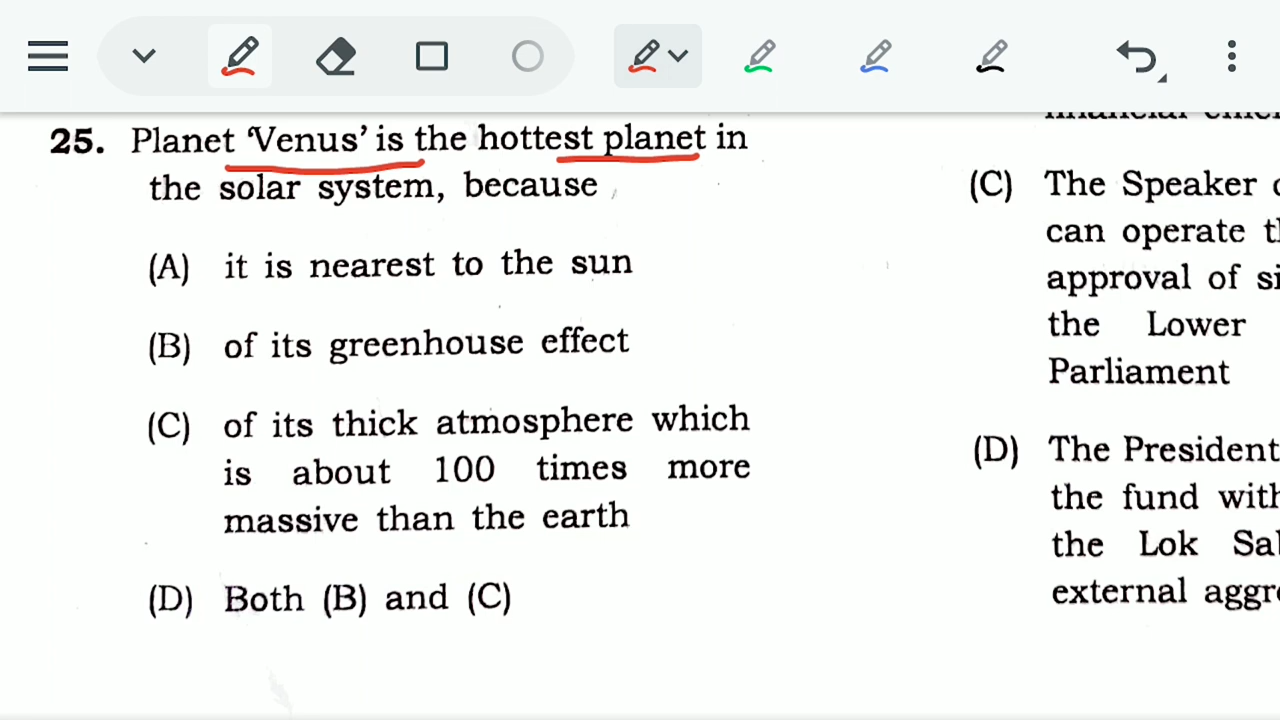 25. Planet 'Venus' is the hottest planet in
the solar system, because
(A) it is nearest to the sun
(B) of its greenhouse effect
(C) of its thick atmosphere which
is about 100 times more
massive than the earth
(D) Both (B) and (C)
(C) The Speaker
can operate
approval of
the Lower
Parliament
(D) The President
the fund
the Lok
external